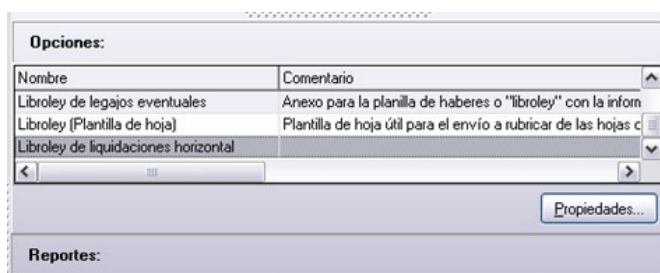 Opciones:
Nombre Comentario
Libroley de legajos eventuales Anexo para la planilla de haberes o "libroley" con la inform
Libroley (Plantilla de hoja) Plantilla de hoja útil para el envío a rubricar de las hojas c
Libroley de liquidaciones horizontal
Propiedades...
Reportes: